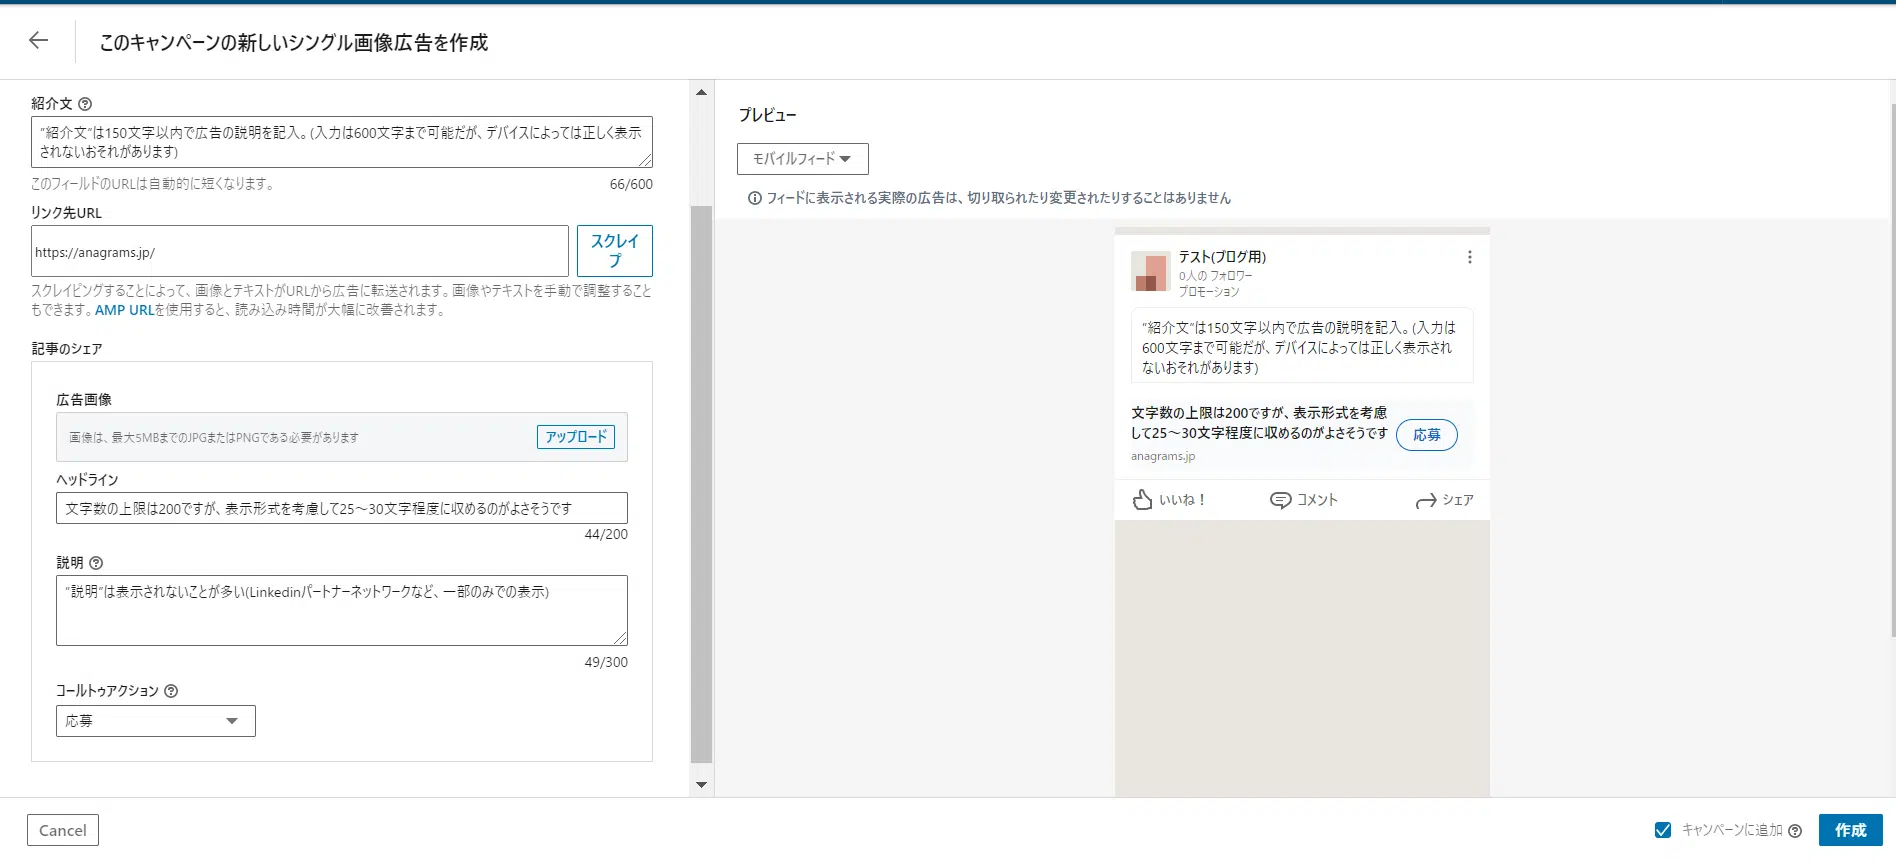 このキャンペーンの新しいシングル画像広告を作成
紹介文
"紹介文"は150文字以内で広告の説明を記入。(入力は600文字まで可能だが、デバイスによっては正しく表示
されないおそれがあります)
このフィールドのURLは自動的に短くなります。
66/600
リンク先URL
https://anagrams.jp/
スクレイ
プ
スクレイピングすることによって、画像とテキストがURLから広告に転送されます。画像やテキストを手動で調整すること
もできます。AMP URLを使用すると、読み込み時間が大幅に改善されます。
記事のシェア
広告画像
画像は、最大5MBまでのJPGまたはPNGである必要があります
アップロード
ヘッドライン
文字数の上限は200ですが、表示形式を考慮して25～30文字程度に収めるのがよさそうです
44/200
説明
"説明"は表示されないことが多い(Linkedinパートナーネットワークなど、一部のみでの表示)
49/300
コールトゥアクション
応募
Cancel
プレビュー
モバイルフィード
フィードに表示される実際の広告は、切り取られたり変更されたりすることはありません
テスト(ブログ用)
0人の フォロワー
プロモーション
"紹介文"は150文字以内で広告の説明を記入。(入力は
600文字まで可能だが、デバイスによっては正しく表示され
ないおそれがあります)
文字数の上限は200ですが、表示形式を考慮
して25～30文字程度に収めるのがよさそうです
応募
anagrams.jp
いいね！
コメント
シェア
キャンペーンに追加
作成